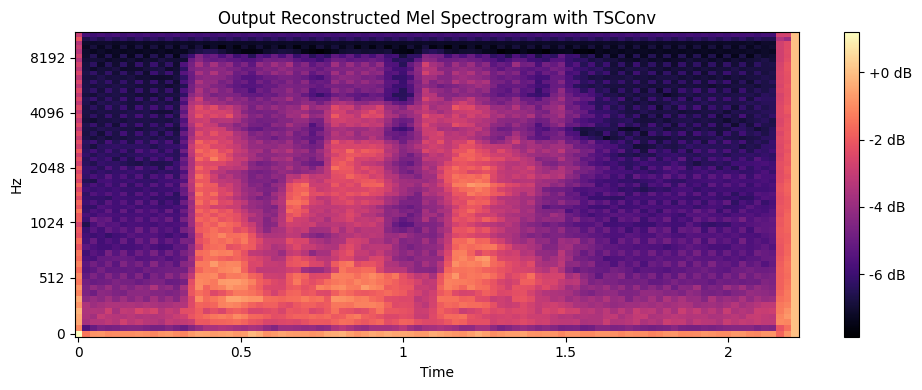 Output Reconstructed Mel Spectrogram with TSConv
Hz
8192
4096
2048
1024
512
0
0
0.5
1
1.5
2
Time
+0 dB
-2 dB
-4 dB
-6 dB